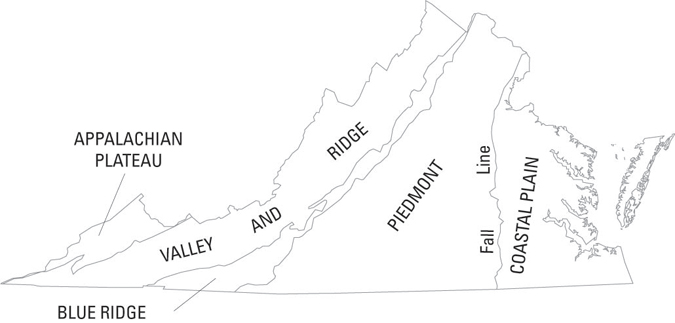 APPALACHIAN
PLATEAU
VALLEY AND RIDGE
BLUE RIDGE
PIEDMONT
Fall Line
COASTAL PLAIN